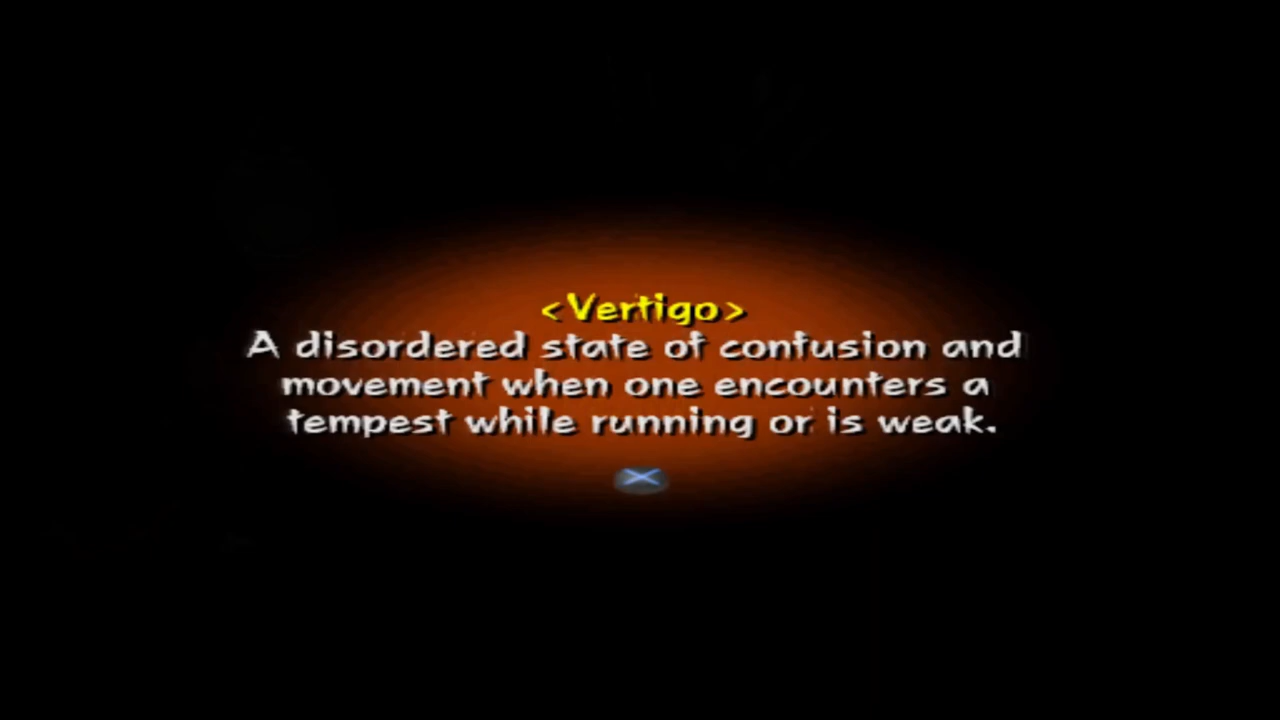 <Vertigo>
A disordered state of confusion and
movement when one encounters a
tempest while running or is weak.